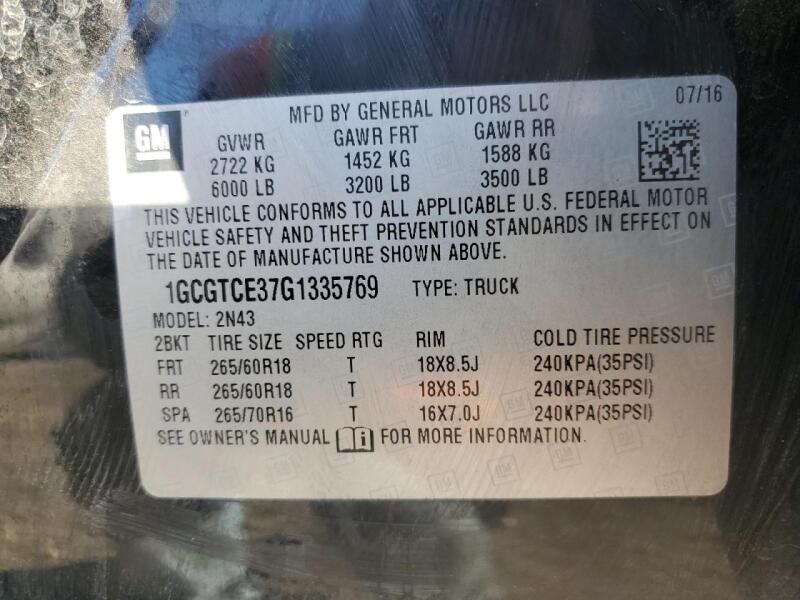 GM
MFD BY GENERAL MOTORS LLC 07/16
GVWR GAWR FRT GAWR RR
2722 KG 1452 KG 1588 KG
6000 LB 3200 LB 3500 LB
THIS VEHICLE CONFORMS TO ALL APPLICABLE U.S. FEDERAL MOTOR
VEHICLE SAFETY AND THEFT PREVENTION STANDARDS IN EFFECT ON
THE DATE OF MANUFACTURE SHOWN ABOVE.
1GCGTCE37G1335769 TYPE: TRUCK
MODEL: 2N43
2BKT TIRE SIZE SPEED RTG RIM COLD TIRE PRESSURE
FRT 265/60R18 T 18X8.5J 240KPA(35PSI)
RR 265/60R18 T 18X8.5J 240KPA(35PSI)
SPA 265/70R16 T 16X7.0J 240KPA(35PSI)
SEE OWNER'S MANUAL i FOR MORE INFORMATION.